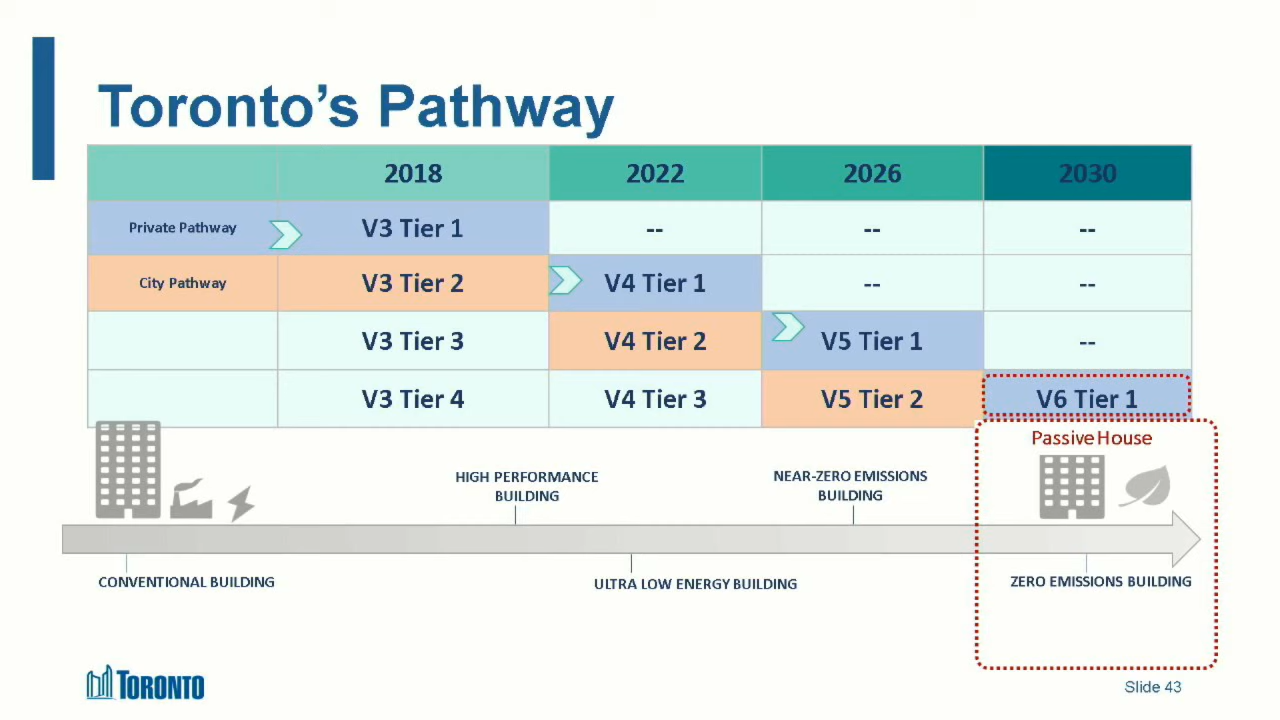 Toronto's Pathway
2018 2022 2026 2030
Private Pathway V3 Tier 1 -- -- --
City Pathway V3 Tier 2 V4 Tier 1 -- --
V3 Tier 3 V4 Tier 2 V5 Tier 1 --
V3 Tier 4 V4 Tier 3 V5 Tier 2 V6 Tier 1
Passive House
HIGH PERFORMANCE
BUILDING
NEAR-ZERO EMISSIONS
BUILDING
CONVENTIONAL BUILDING
ULTRA LOW ENERGY BUILDING
ZERO EMISSIONS BUILDING
TORONTO
Slide 43